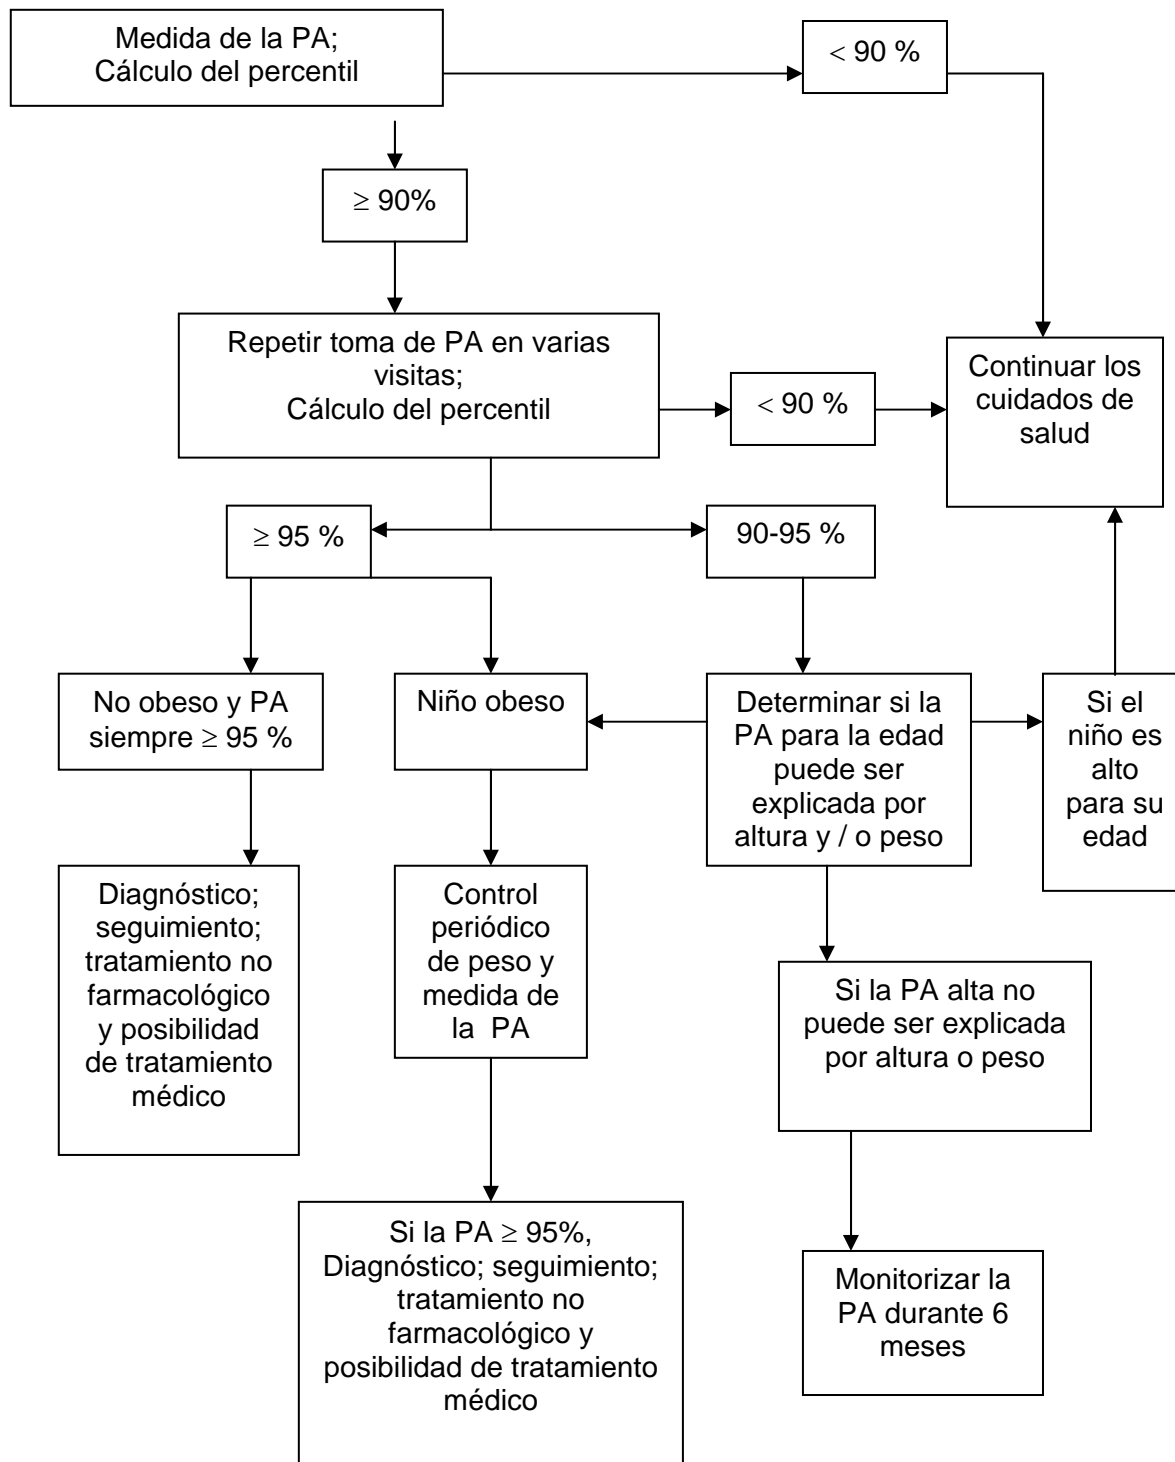 Medida de la PA;
Cálculo del percentil
< 90 %
≥ 90%
Repetir toma de PA en varias
visitas;
Cálculo del percentil
< 90 %
Continuar los
cuidados de
salud
≥ 95 %
90-95 %
No obeso y PA
siempre ≥ 95 %
Niño obeso
Determinar si la
PA para la edad
puede ser
explicada por
altura y / o peso
Si el
niño es
alto
para su
edad
Diagnóstico;
seguimiento;
tratamiento no
farmacológico
y posibilidad
de tratamiento
médico
Control
periódico
de peso y
medida de
la PA
Si la PA alta no
puede ser explicada
por altura o peso
Si la PA ≥ 95%,
Diagnóstico; seguimiento;
tratamiento no
farmacológico y
posibilidad de tratamiento
médico
Monitorizar la
PA durante 6
meses